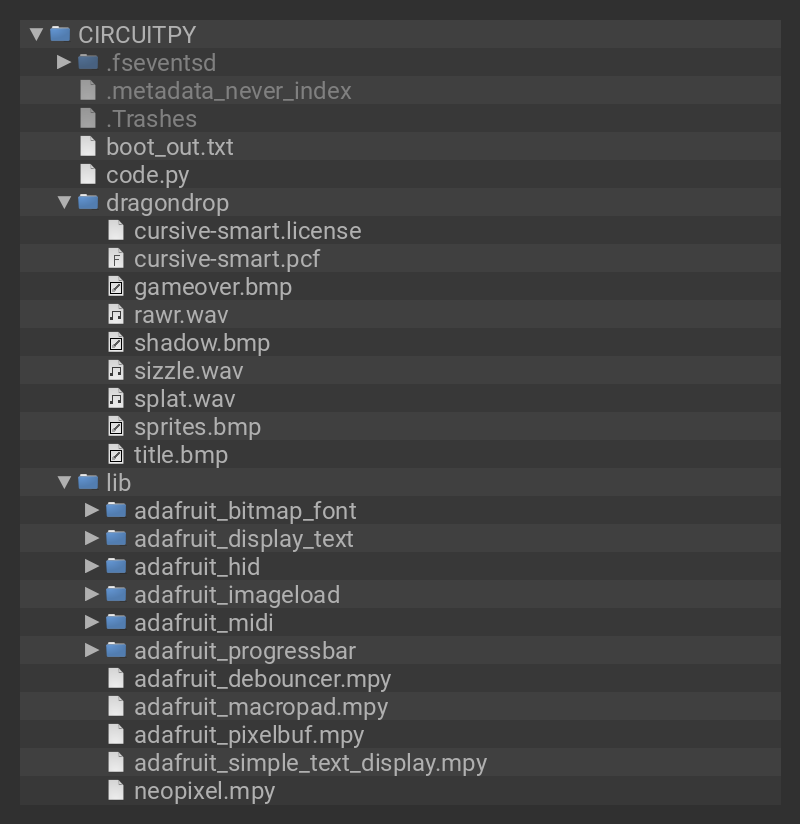 CIRCUITPY
.fseventsd
.metadata_never_index
.Trashes
boot_out.txt
code.py
dragondrop
cursive-smart.license
cursive-smart.pcf
gameover.bmp
rawr.wav
shadow.bmp
sizzle.wav
splat.wav
sprites.bmp
title.bmp
lib
adafruit_bitmap_font
adafruit_display_text
adafruit_hid
adafruit_imageload
adafruit_midi
adafruit_progressbar
adafruit_debouncer.mpy
adafruit_macropad.mpy
adafruit_pixelbuf.mpy
adafruit_simple_text_display.mpy
neopixel.mpy